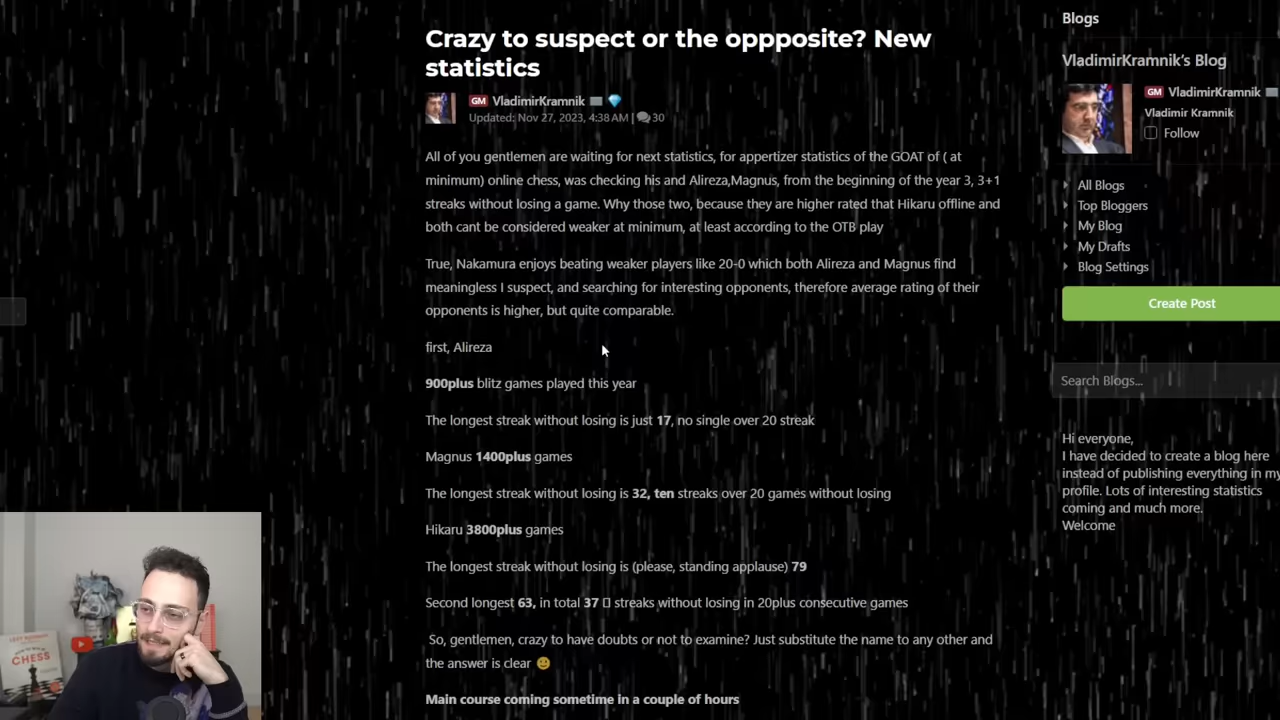 Crazy to suspect or the oppposite? New
statistics
GM VladimirKramnik
Updated: Nov 27, 2023, 4:38 AM | 30
All of you gentlemen are waiting for next statistics, for appertizer statistics of the GOAT of ( at
minimum) online chess, was checking his and Alireza,Magnus, from the beginning of the year 3, 3+1
streaks without losing a game. Why those two, because they are higher rated that Hikaru offline and
both cant be considered weaker at minimum, at least according to the OTB play
True, Nakamura enjoys beating weaker players like 20-0 which both Alireza and Magnus find
meaningless I suspect, and searching for interesting opponents, therefore average rating of their
opponents is higher, but quite comparable.
first, Alireza
900plus blitz games played this year
The longest streak without losing is just 17, no single over 20 streak
Magnus 1400plus games
The longest streak without losing is 32, ten streaks over 20 games without losing
Hikaru 3800plus games
The longest streak without losing is (please, standing applause) 79
Second longest 63, in total 37 streaks without losing in 20plus consecutive games
So, gentlemen, crazy to have doubts or not to examine? Just substitute the name to any other and
the answer is clear
Main course coming sometime in a couple of hours
Blogs
VladimirKramnik's Blog
GM VladimirKramnik
Vladimir Kramnik
Follow
All Blogs
Top Bloggers
My Blog
My Drafts
Blog Settings
Create Post
Search Blogs...
Hi everyone,
I have decided to create a blog here
instead of publishing everything in my
profile. Lots of interesting statistics
coming and much more.
Welcome
CHESS